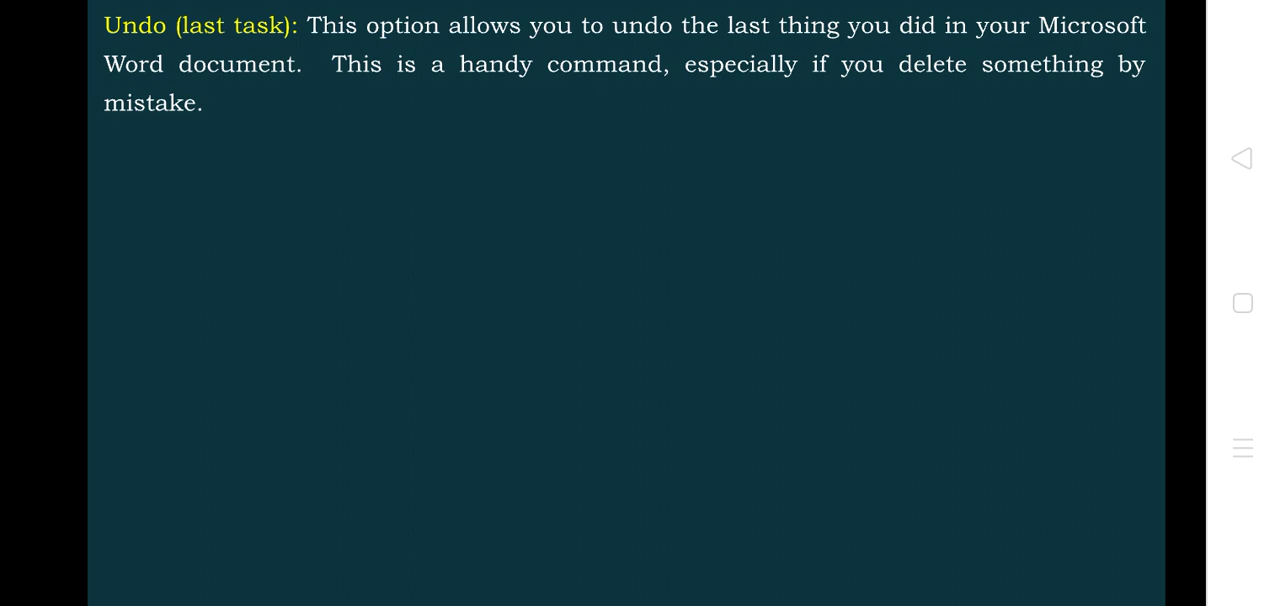 Undo (last task): This option allows you to undo the last thing you did in your Microsoft
Word document. This is a handy command, especially if you delete something by
mistake.